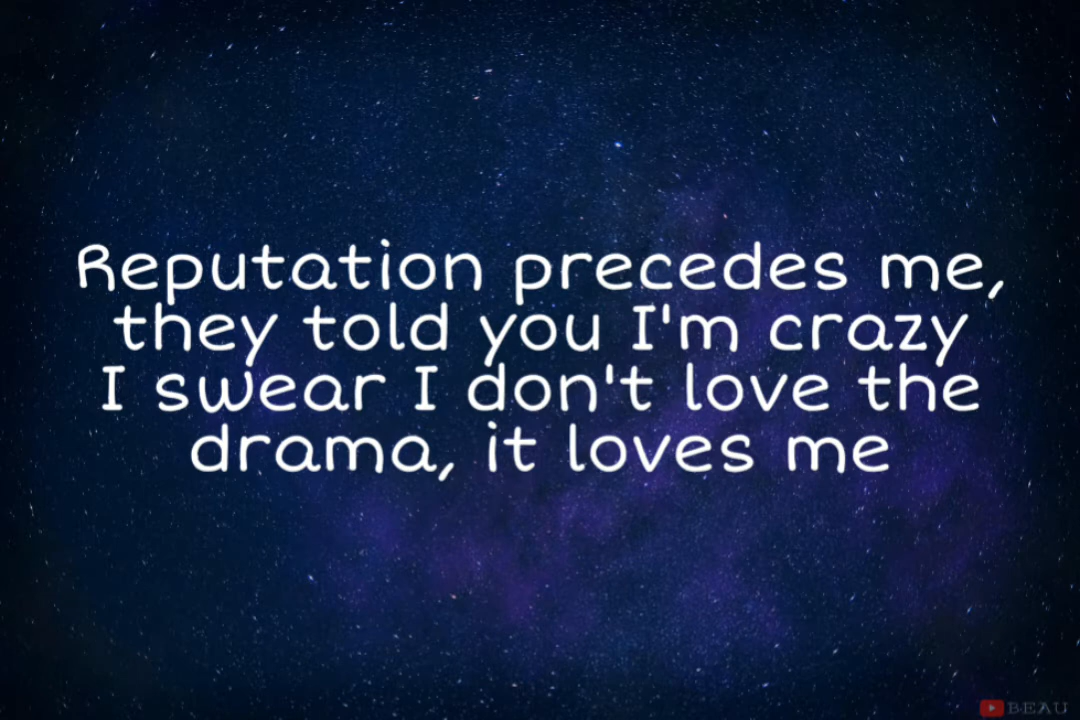 Reputation precedes me,
they told you I'm crazy
I swear I don't love the
drama, it loves me
BEAU